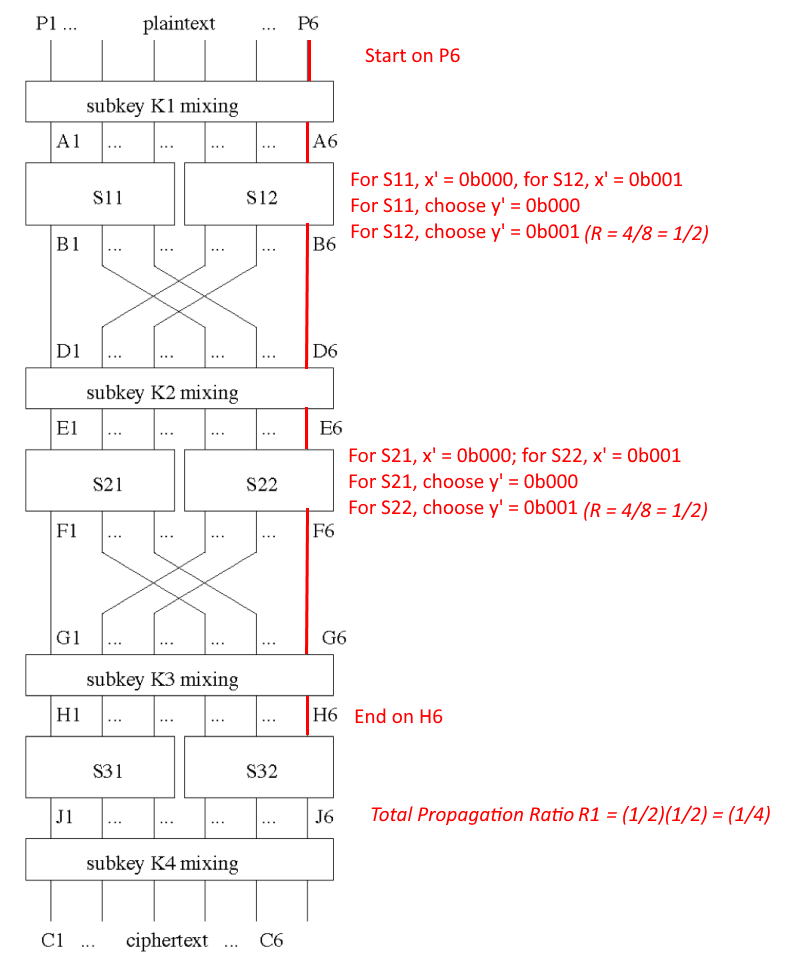 P1 ... plaintext ... P6
Start on P6
subkey K1 mixing
A1 ... ... ... ... A6
S11 S12
For S11, x' = 0b000, for S12, x' = 0b001
For S11, choose y' = 0b000
For S12, choose y' = 0b001 (R = 4/8 = 1/2)
B1 ... ... ... ... B6
D1 ... ... ... ... D6
subkey K2 mixing
E1 ... ... ... ... E6
S21 S22
For S21, x' = 0b000; for S22, x' = 0b001
For S21, choose y' = 0b000
For S22, choose y' = 0b001 (R = 4/8 = 1/2)
F1 ... ... ... ... F6
G1 ... ... ... ... G6
subkey K3 mixing
H1 ... ... ... ... H6
End on H6
S31 S32
J1 ... ... ... ... J6
Total Propagation Ratio R1 = (1/2)(1/2) = (1/4)
subkey K4 mixing
C1 ... ciphertext ... C6